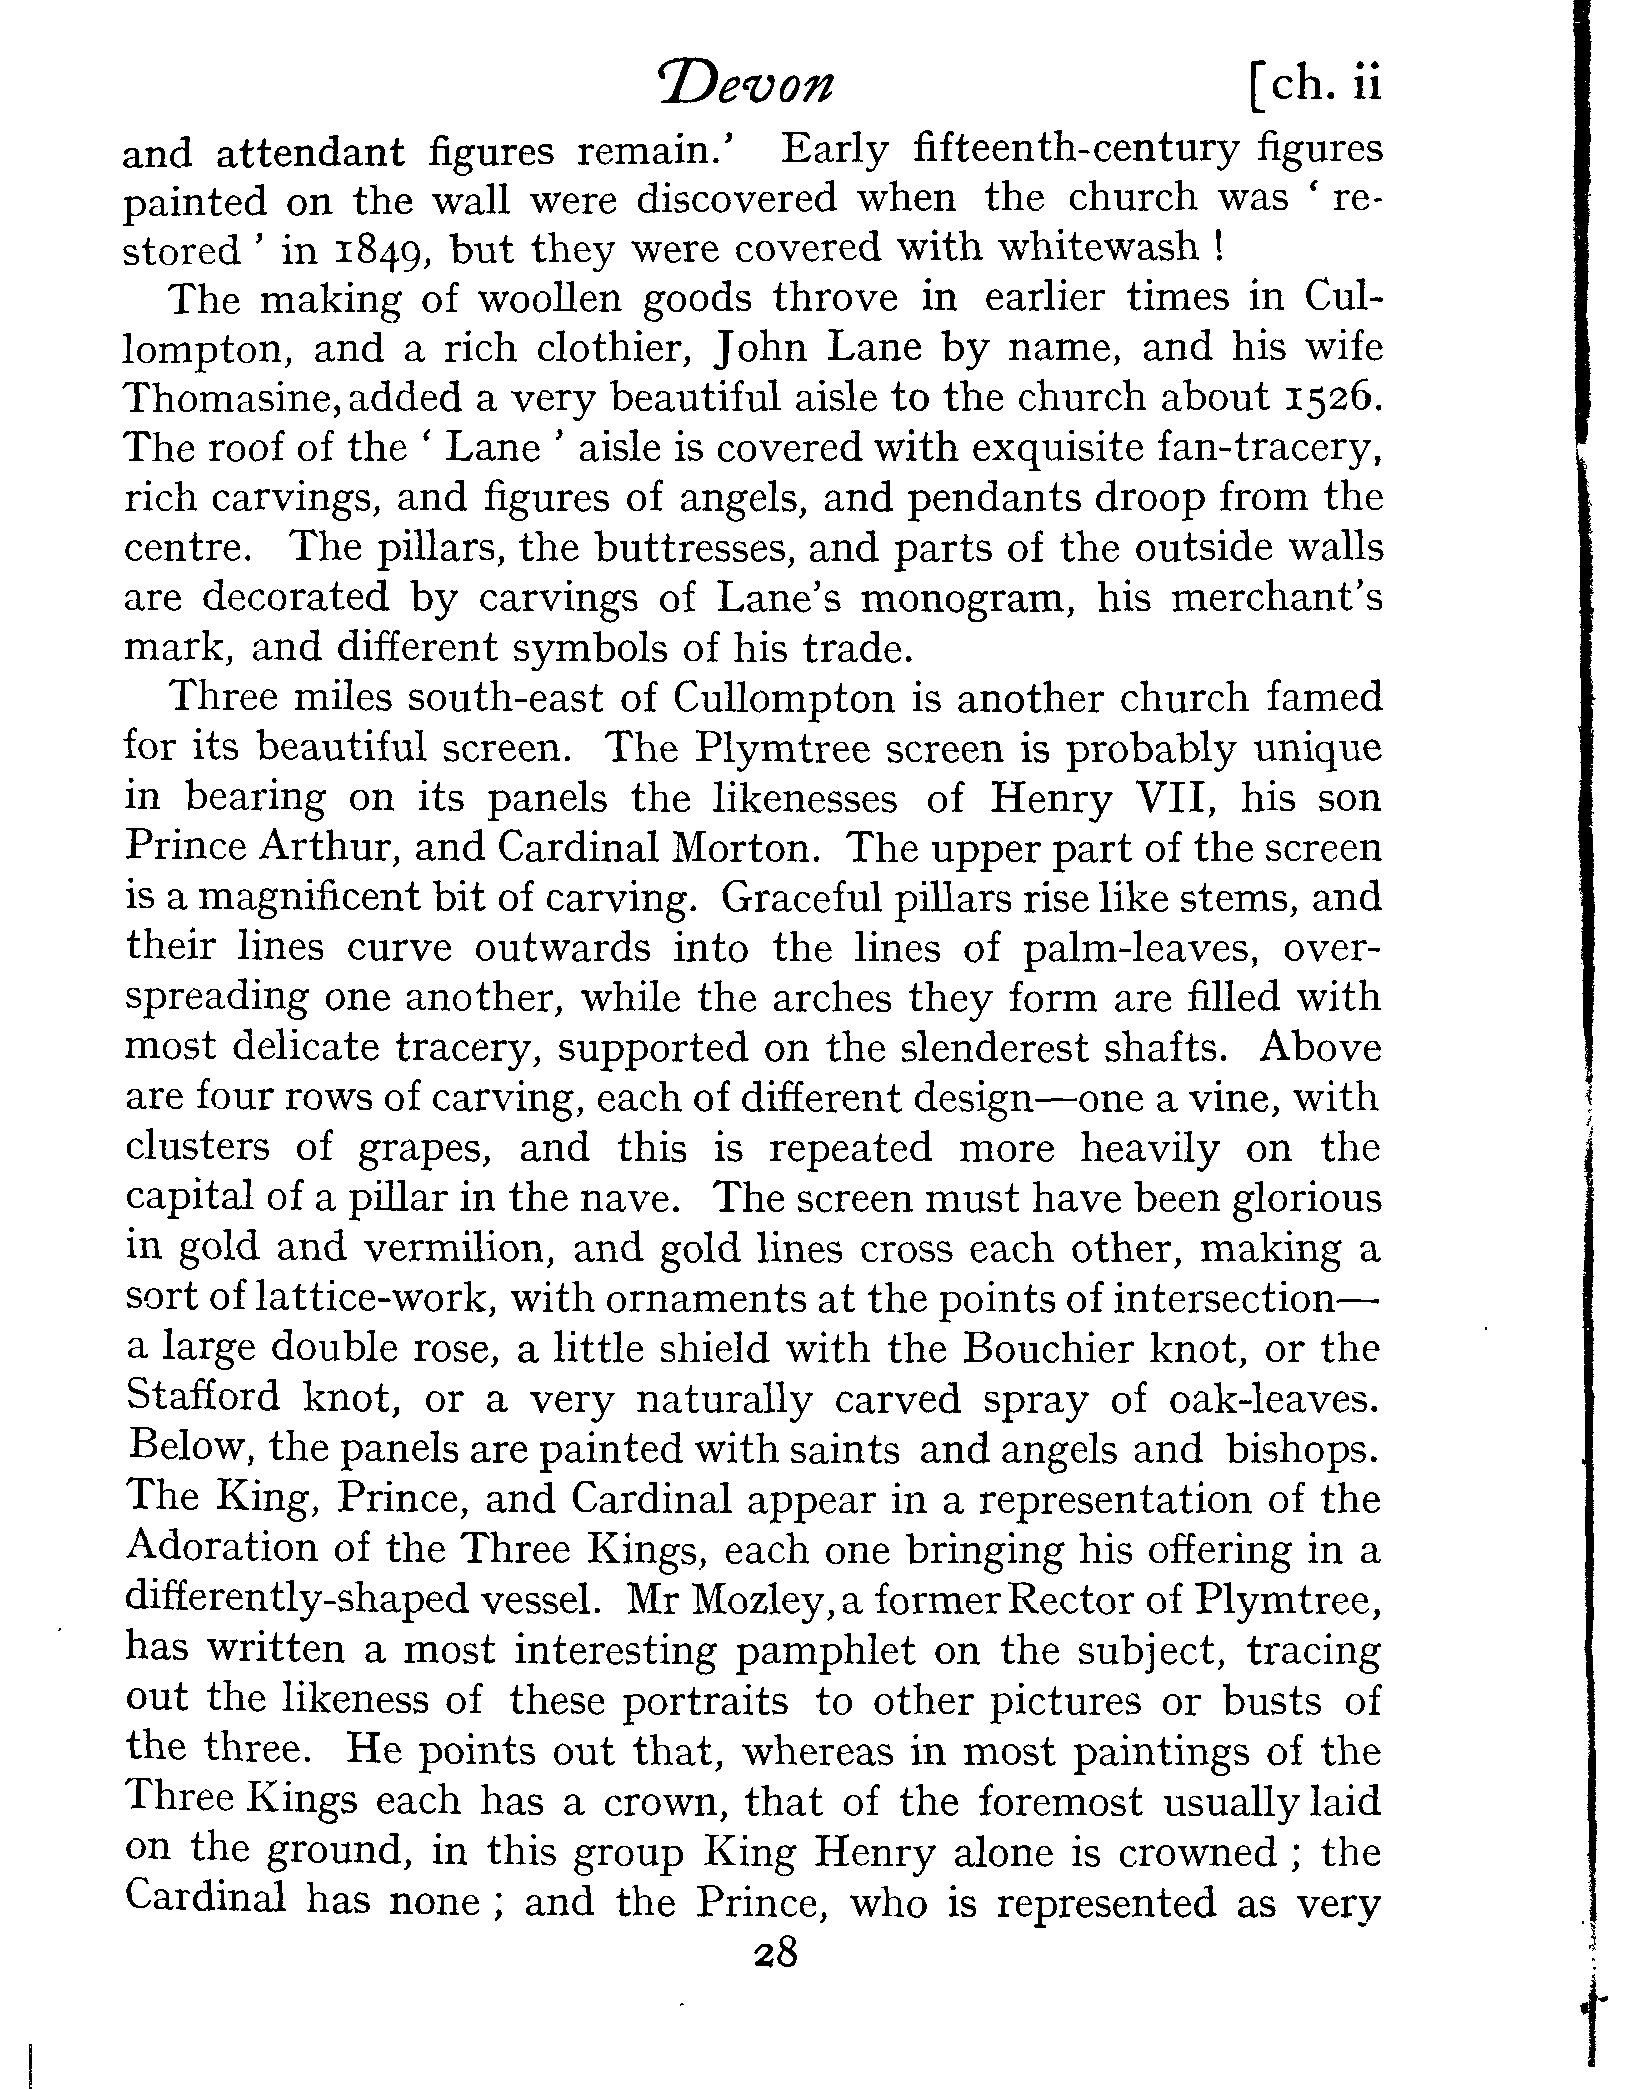 Devon [ch. ii
and attendant figures remain.' Early fifteenth-century figures
painted on the wall were discovered when the church was ‘ re-
stored ’ in 1849, but they were covered with whitewash !
The making of woollen goods throve in earlier times in Cul-
lompton, and a rich clothier, John Lane by name, and his wife
Thomasine, added a very beautiful aisle to the church about 1526.
The roof of the ‘ Lane ’ aisle is covered with exquisite fan-tracery,
rich carvings, and figures of angels, and pendants droop from the
centre. The pillars, the buttresses, and parts of the outside walls
are decorated by carvings of Lane's monogram, his merchant's
mark, and different symbols of his trade.
Three miles south-east of Cullompton is another church famed
for its beautiful screen. The Plymtree screen is probably unique
in bearing on its panels the likenesses of Henry VII, his son
Prince Arthur, and Cardinal Morton. The upper part of the screen
is a magnificent bit of carving. Graceful pillars rise like stems, and
their lines curve outwards into the lines of palm-leaves, over-
spreading one another, while the arches they form are filled with
most delicate tracery, supported on the slenderest shafts. Above
are four rows of carving, each of different design—one a vine, with
clusters of grapes, and this is repeated more heavily on the
capital of a pillar in the nave. The screen must have been glorious
in gold and vermilion, and gold lines cross each other, making a
sort of lattice-work, with ornaments at the points of intersection—
a large double rose, a little shield with the Bouchier knot, or the
Stafford knot, or a very naturally carved spray of oak-leaves.
Below, the panels are painted with saints and angels and bishops.
The King, Prince, and Cardinal appear in a representation of the
Adoration of the Three Kings, each one bringing his offering in a
differently-shaped vessel. Mr Mozley, a former Rector of Plymtree,
has written a most interesting pamphlet on the subject, tracing
out the likeness of these portraits to other pictures or busts of
the three. He points out that, whereas in most paintings of the
Three Kings each has a crown, that of the foremost usually laid
on the ground, in this group King Henry alone is crowned ; the
Cardinal has none ; and the Prince, who is represented as very
28